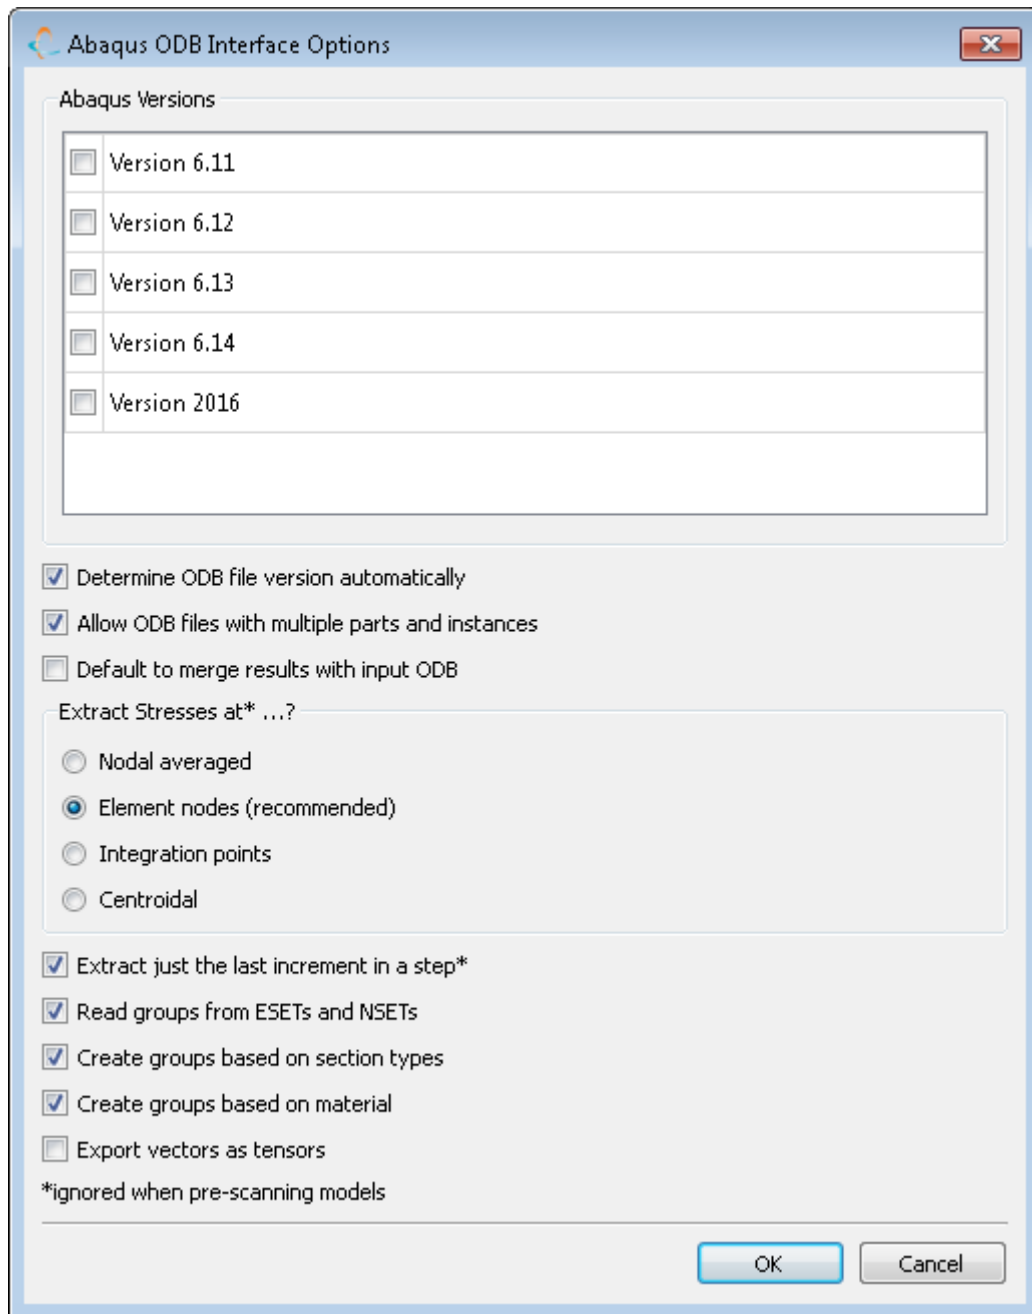 Abaqus ODB Interface Options
Abaqus Versions
Version 6.11
Version 6.12
Version 6.13
Version 6.14
Version 2016
Determine ODB file version automatically
Allow ODB files with multiple parts and instances
Default to merge results with input ODB
Extract Stresses at* ...?
Nodal averaged
Element nodes (recommended)
Integration points
Centroidal
Extract just the last increment in a step*
Read groups from ESETs and NSETs
Create groups based on section types
Create groups based on material
Export vectors as tensors
*ignored when pre-scanning models
OK Cancel